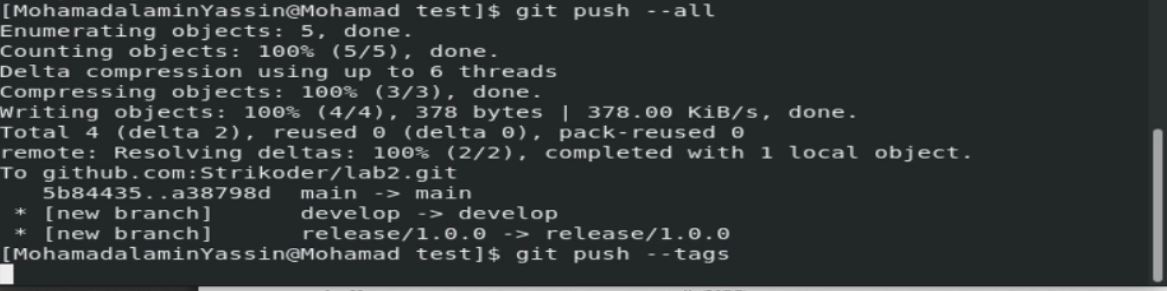 [MohamadalaminYassin@Mohamad test]$ git push --all
Enumerating objects: 5, done.
Counting objects: 100% (5/5), done.
Delta compression using up to 6 threads
Compressing objects: 100% (3/3), done.
Writing objects: 100% (4/4), 378 bytes | 378.00 KiB/s, done.
Total 4 (delta 2), reused 0 (delta 0), pack-reused 0
remote: Resolving deltas: 100% (2/2), completed with 1 local object.
To github.com:Strikoder/lab2.git
   5b84435..a38798d  main -> main
 * [new branch]      develop -> develop
 * [new branch]      release/1.0.0 -> release/1.0.0
[MohamadalaminYassin@Mohamad test]$ git push --tags